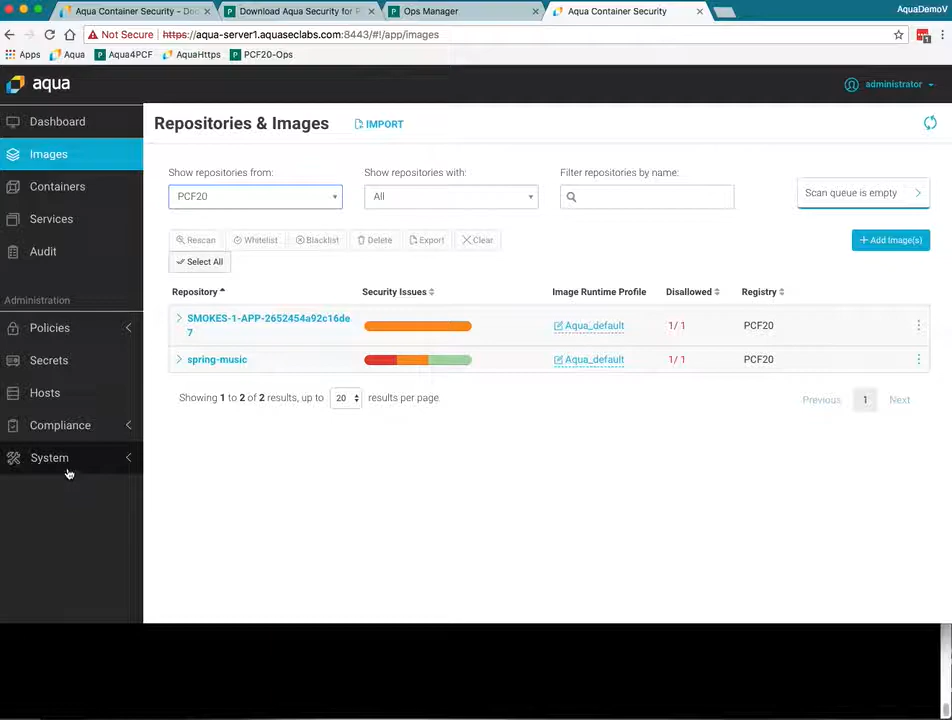 Aqua Container Security - Do
Download Aqua Security for P
Ops Manager
Aqua Container Security
AquaDemoV
Not Secure https://aqua-server1.aquaseclabs.com:8443/#!/app/images
Apps Aqua Aqua4PCF AquaHttps PCF20-Ops
aqua
administrator
Dashboard
Images
Containers
Services
Audit
Administration
Policies
Secrets
Hosts
Compliance
System
Repositories & Images
IMPORT
Show repositories from:
Show repositories with:
Filter repositories by name:
PCF20
All
Scan queue is empty
Rescan Whitelist Blacklist Delete Export Clear
+ Add Image(s)
Select All
Repository Security Issues Image Runtime Profile Disallowed Registry
SMOKES-1-APP-2652454a92c16de
7
Aqua_default 1/ 1 PCF20
spring-music Aqua_default 1/ 1 PCF20
Showing 1 to 2 of 2 results, up to 20 results per page
Previous 1 Next